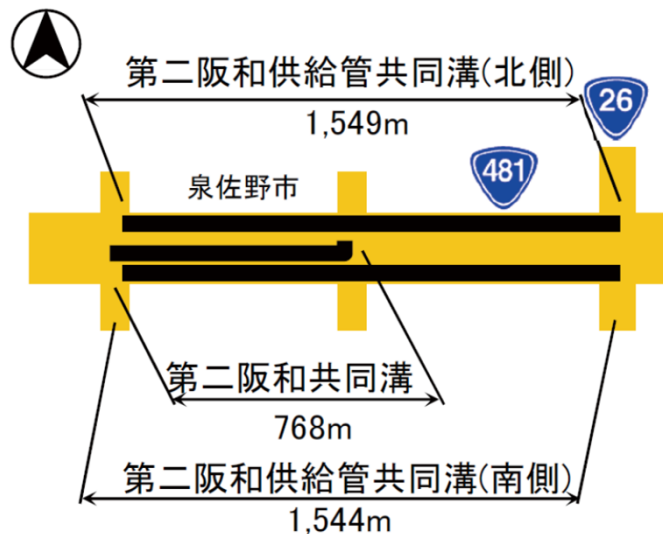 第二阪和供給管共同溝(北側)
26
1,549m
481
泉佐野市
第二阪和共同溝
768m
第二阪和供給管共同溝(南側)
1,544m